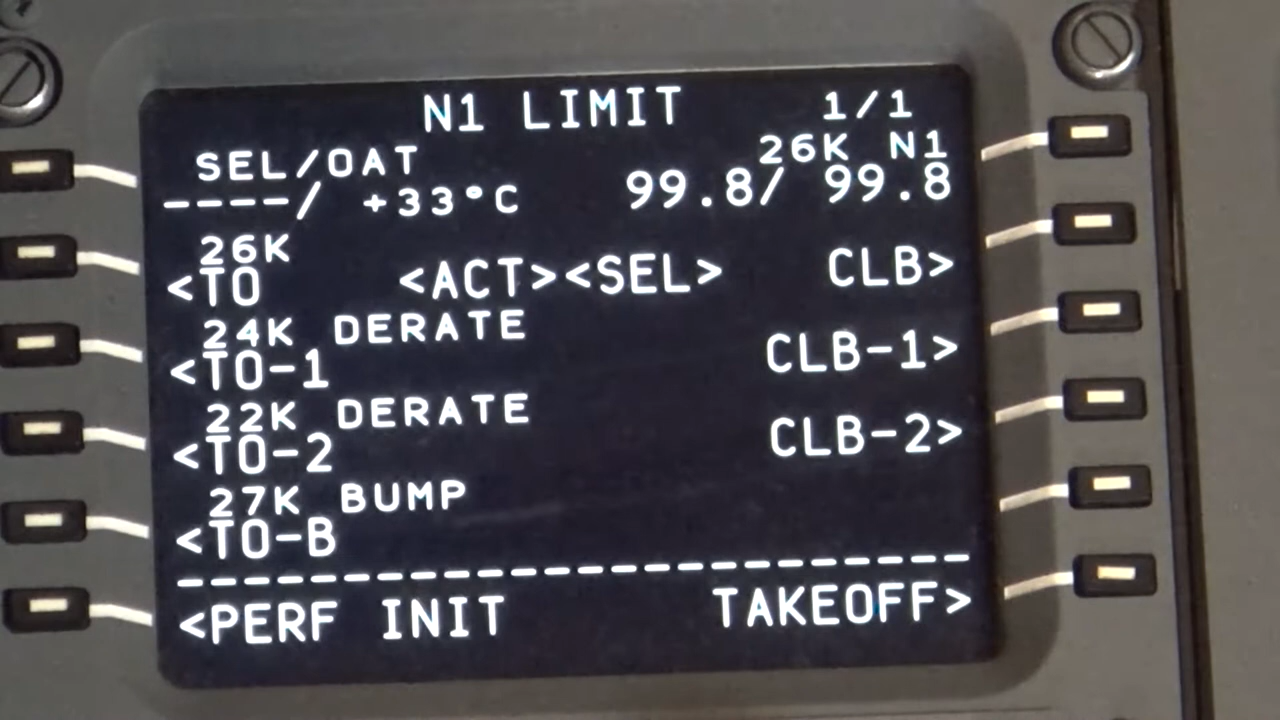 N1 LIMIT 1/1
SEL/OAT 26K N1
----/ +33°C 99.8/ 99.8
26K
<TO <ACT><SEL> CLB>
24K DERATE
<TO-1 CLB-1>
22K DERATE
<TO-2 CLB-2>
27K BUMP
<TO-B
------------------------
<PERF INIT TAKEOFF>